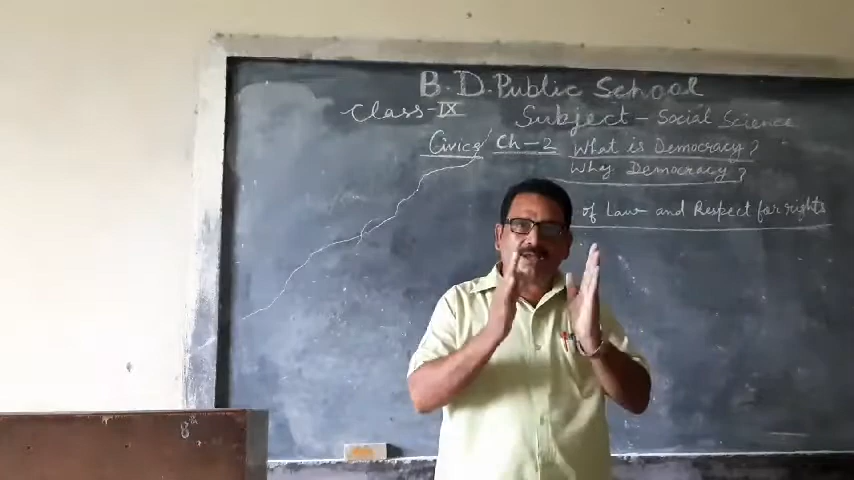 B.D.Public School
Class-IX Subject-Social Science
Civics Ch-2 What is Democracy?
Why Democracy?
of Law and Respect for rights
8